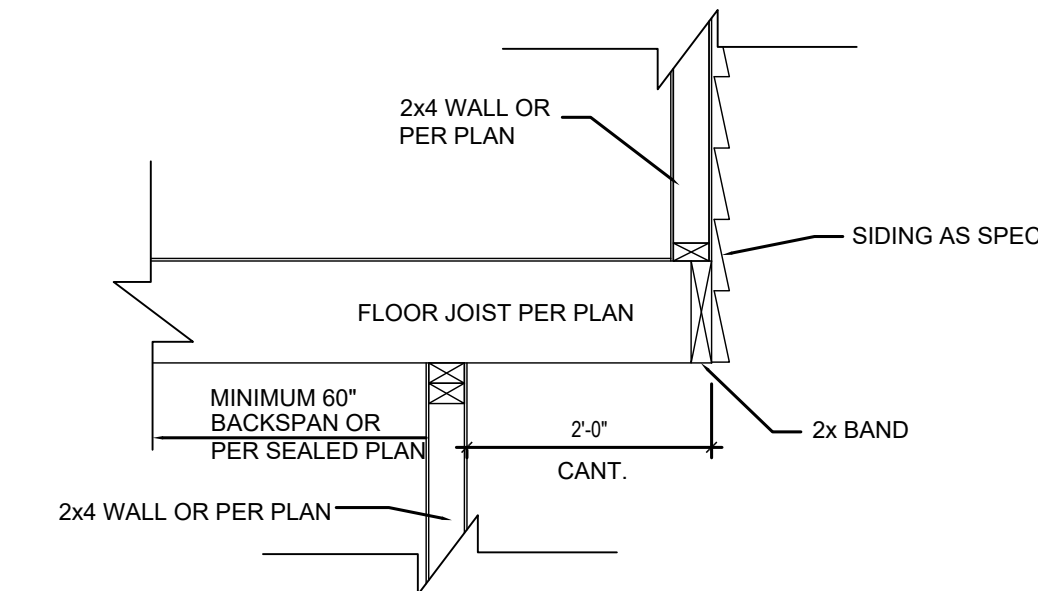 2x4 WALL OR
PER PLAN
SIDING AS SPEC
FLOOR JOIST PER PLAN
MINIMUM 60"
BACKSPAN OR
PER SEALED PLAN
2'-0"
CANT.
2x BAND
2x4 WALL OR PER PLAN